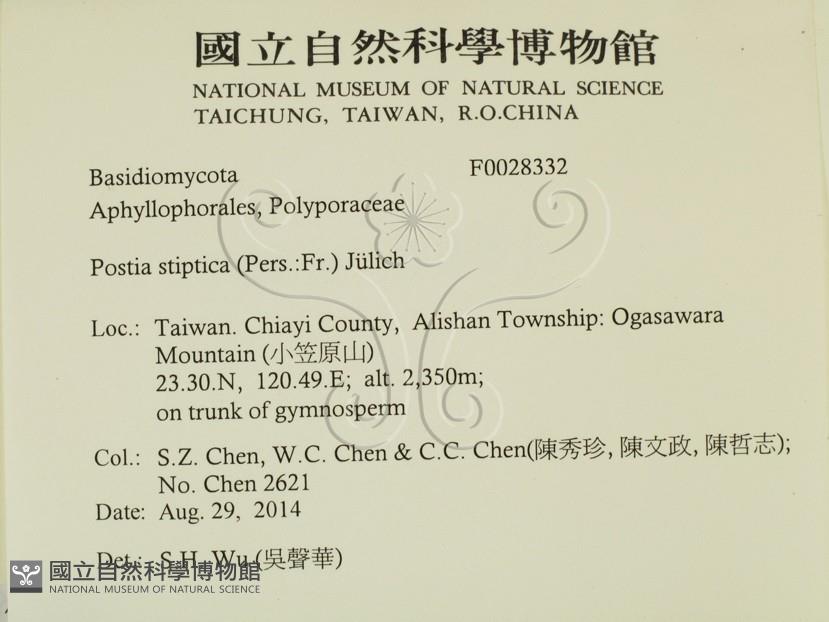 國立自然科學博物館
NATIONAL MUSEUM OF NATURAL SCIENCE
TAICHUNG, TAIWAN, R.O.CHINA
Basidiomycota F0028332
Aphyllophorales, Polyporaceae
Postia stiptica (Pers.:Fr.) Jülich
Loc.: Taiwan. Chiayi County, Alishan Township: Ogasawara
Mountain (小笠原山)
23.30.N, 120.49.E; alt. 2,350m;
on trunk of gymnosperm
Col.: S.Z. Chen, W.C. Chen & C.C. Chen(陳秀珍, 陳文政, 陳哲志);
No. Chen 2621
Date: Aug. 29, 2014
Det.: S.H. Wu (吳聲華)
國立自然科學博物館
NATIONAL MUSEUM OF NATURAL SCIENCE